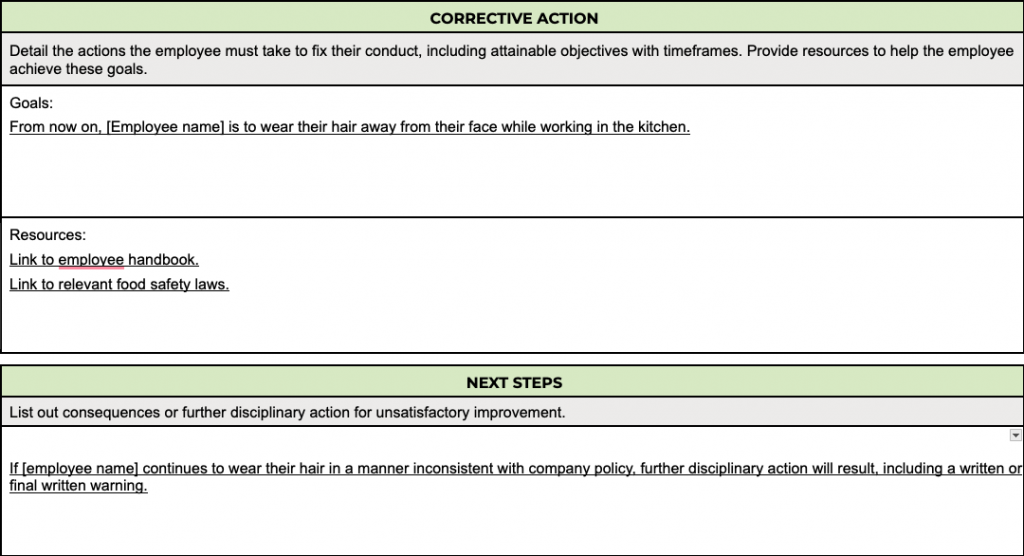 CORRECTIVE ACTION
Detail the actions the employee must take to fix their conduct, including attainable objectives with timeframes. Provide resources to help the employee
achieve these goals.
Goals:
From now on, [Employee name] is to wear their hair away from their face while working in the kitchen.
Resources:
Link to employee handbook.
Link to relevant food safety laws.
NEXT STEPS
List out consequences or further disciplinary action for unsatisfactory improvement.
If [employee name] continues to wear their hair in a manner inconsistent with company policy, further disciplinary action will result, including a written or
final written warning.